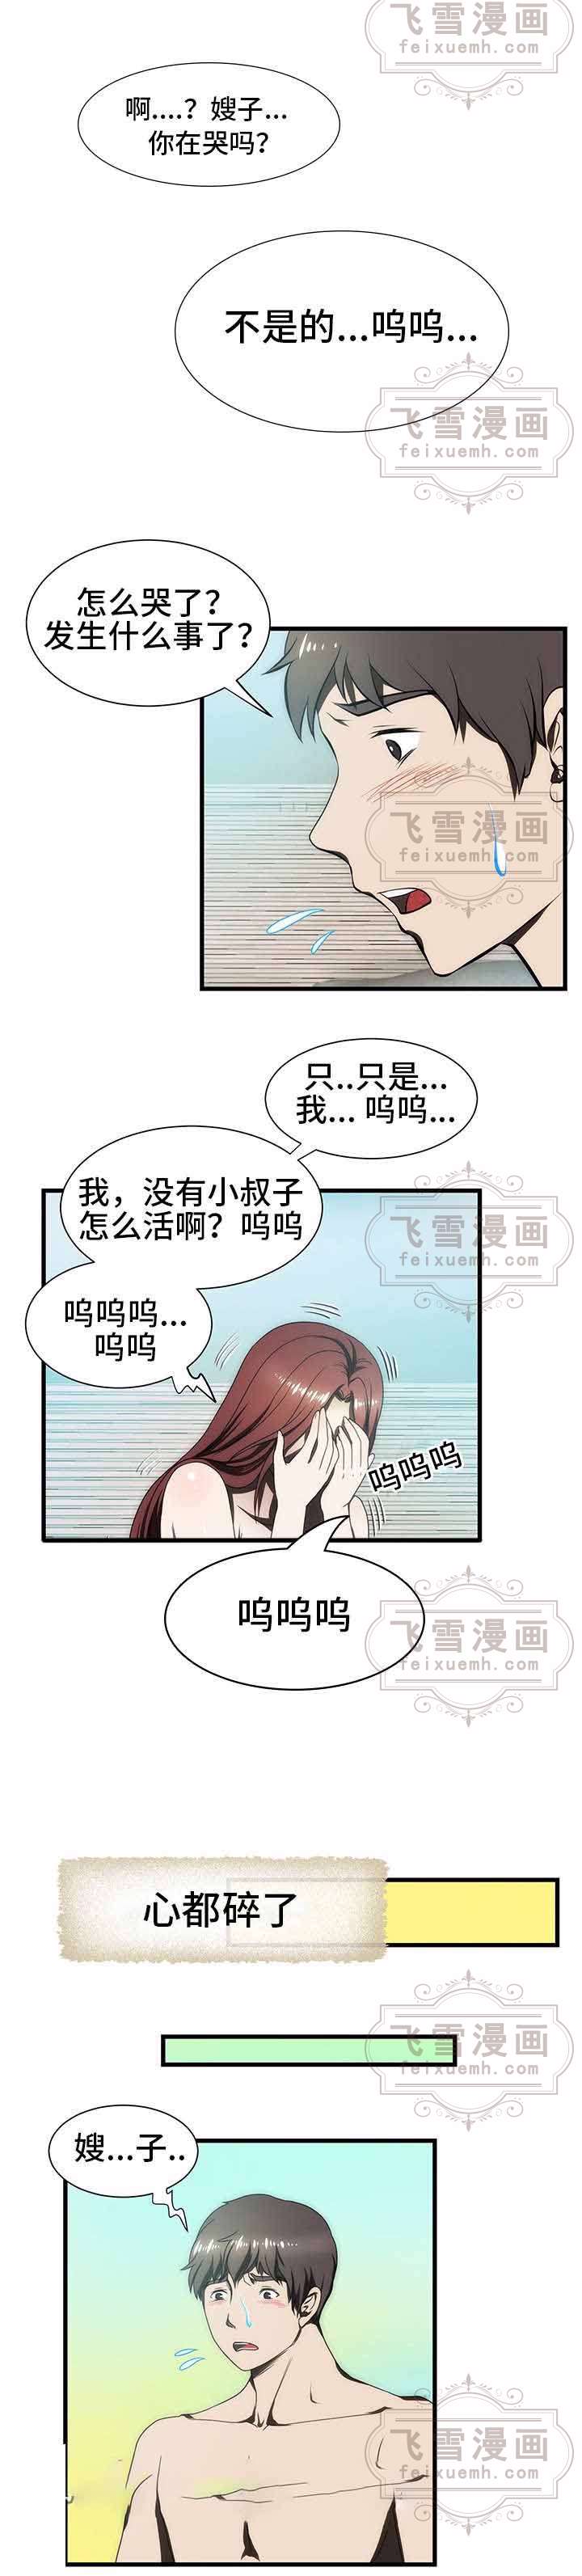 飞雪漫画
feixuemh.com
啊....？嫂子...
你在哭吗？
不是的...呜呜...
飞雪漫画
feixuemh.com
怎么哭了？
发生什么事了？
飞雪漫画
feixuemh.com
只..只是...
我... 呜呜...
我，没有小叔子
怎么活啊？呜呜
飞雪漫画
feixuemh.com
呜呜呜...
呜呜
呜呜呜
呜呜呜
飞雪漫画
feixuemh.com
心都碎了
飞雪漫画
feixuemh.com
嫂...子..
飞雪漫画
feixuemh.com